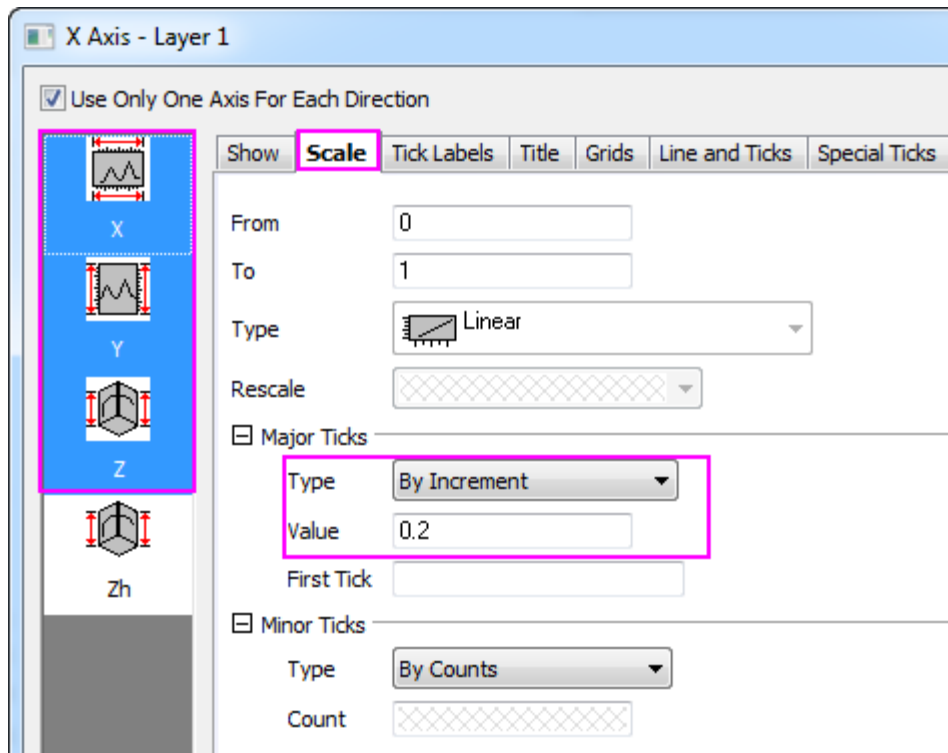 X Axis - Layer 1
Use Only One Axis For Each Direction
X
Y
Z
Zh
Show Scale Tick Labels Title Grids Line and Ticks Special Ticks
From 0
To 1
Type Linear
Rescale
Major Ticks
Type By Increment
Value 0.2
First Tick
Minor Ticks
Type By Counts
Count